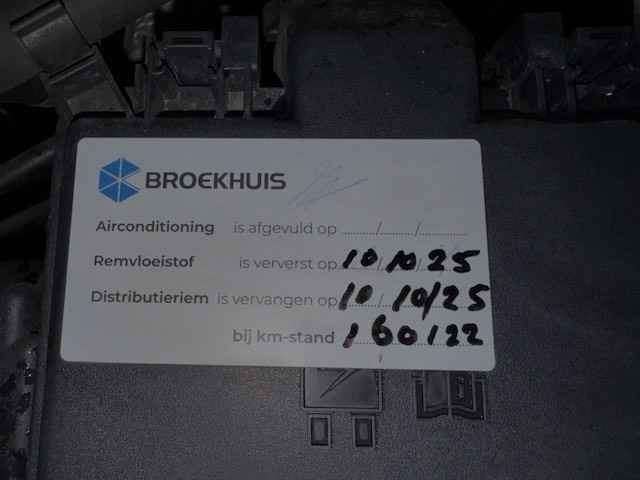 BROEKHUIS
Airconditioning is afgevuld op ......../......../........
Remvloeistof is ververst op 10/10/25
Distributieriem is vervangen op 10/10/25
bij km-stand 160122